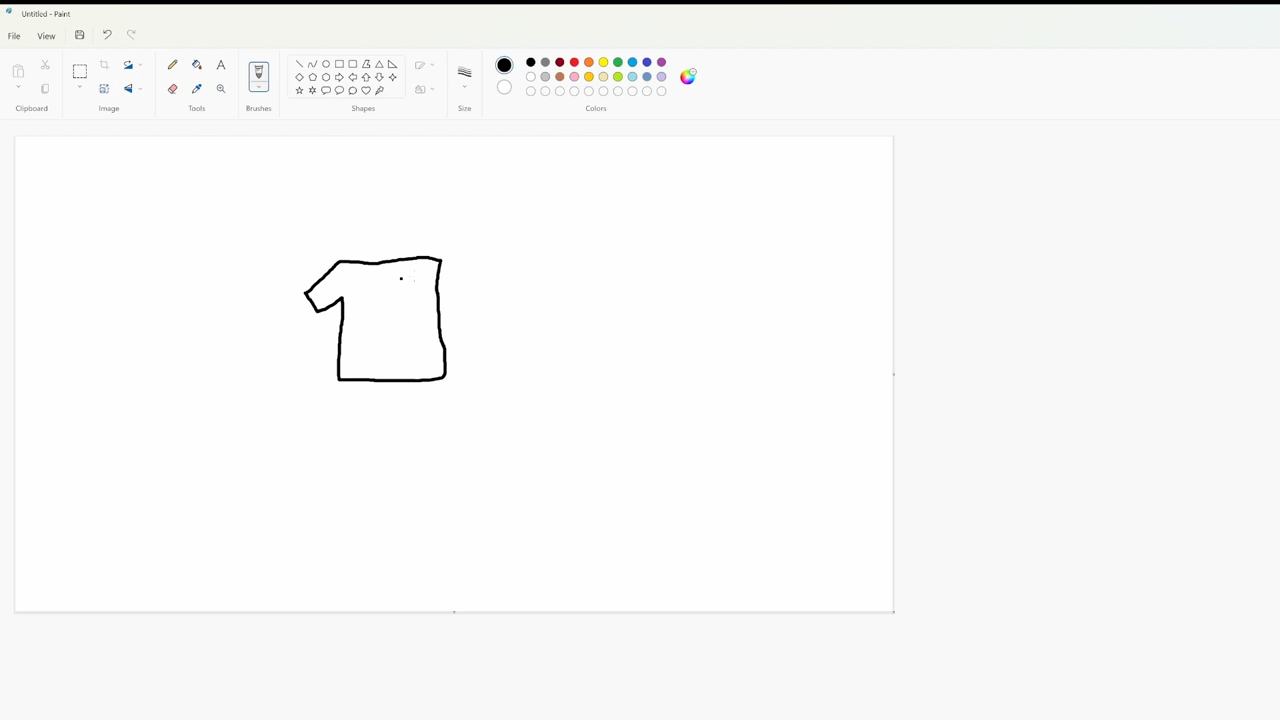 Untitled - Paint
File View
Clipboard Image Tools Brushes Shapes Size Colors